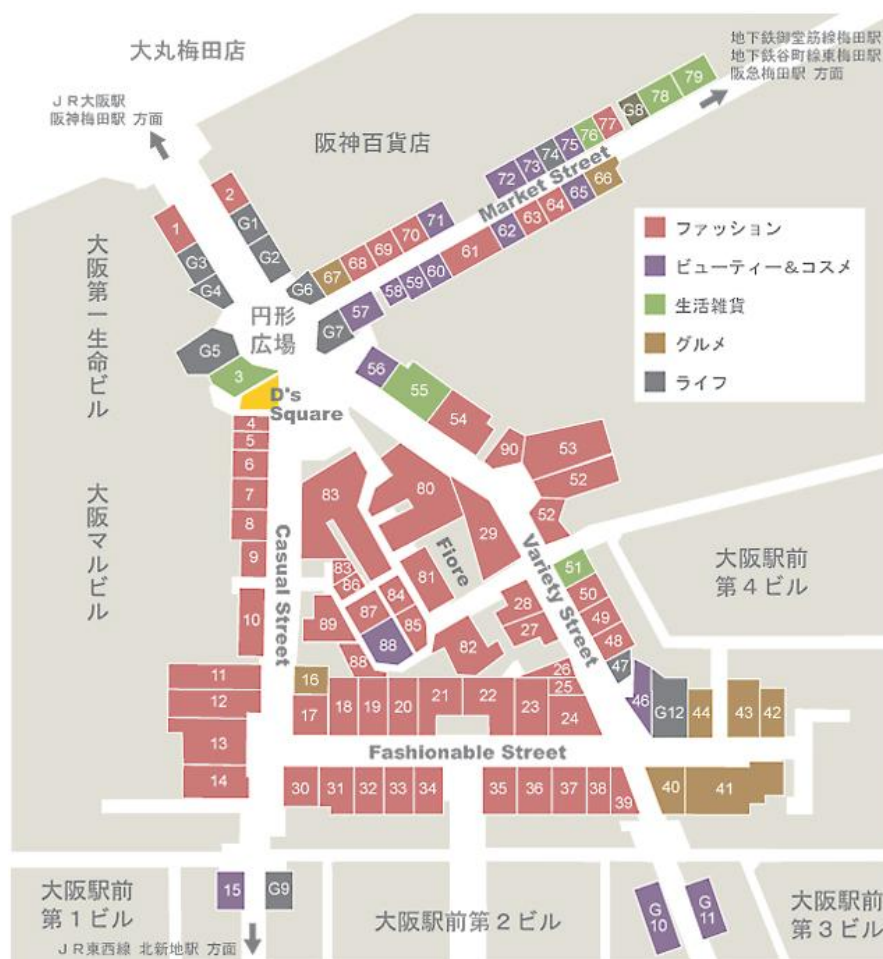 大丸梅田店
地下鉄御堂筋線梅田駅
地下鉄谷町線東梅田駅
阪急梅田駅 方面
JR大阪駅
阪神梅田駅 方面
阪神百貨店
79
78
G8
77
76
75
74
73
72
Market Street
66
65
64
63
62
61
60
59
58
57
71
70
69
68
67
G6
G7
2
G1
G2
1
G3
G4
G5
円形
広場
ファッション
ビューティー&コスメ
生活雑貨
グルメ
ライフ
大阪第一生命ビル
3
D's
Square
4
5
6
7
8
9
10
大阪マルビル
Casual Street
56
55
54
90
53
52
52
83
80
29
Fiore
83
86
81
84
87
85
89
88
88
82
28
27
26
25
Variety Street
51
50
49
48
47
46
G12
44
43
42
大阪駅前
第4ビル
11
12
13
14
16
17
18
19
20
21
22
23
24
Fashionable Street
30
31
32
33
34
35
36
37
38
39
40
41
15
G9
G
10
G
11
大阪駅前
第1ビル
大阪駅前第2ビル
大阪駅前
第3ビル
JR東西線 北新地駅 方面